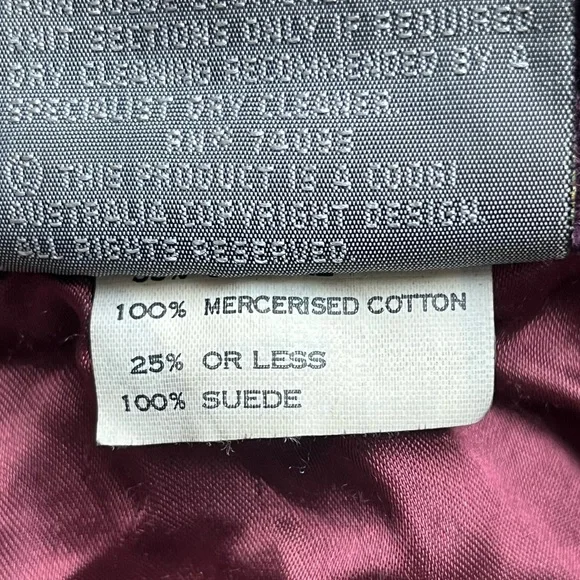 KNIT SECTIONS ONLY IF REQUIRED
DRY CLEANING RECOMMENDED BY A
SPECIALIST DRY CLEANER
RN# 74095
THIS PRODUCT IS A COOGI
AUSTRALIA COPYRIGHT DESIGN.
ALL RIGHTS RESERVED.
100% MERCERISED COTTON
25% OR LESS
100% SUEDE